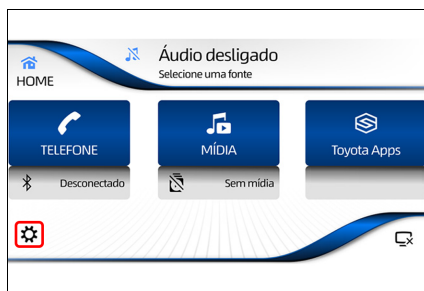 Áudio desligado
Selecione uma fonte
HOME
TELEFONE
MÍDIA
Toyota Apps
Desconectado
Sem mídia